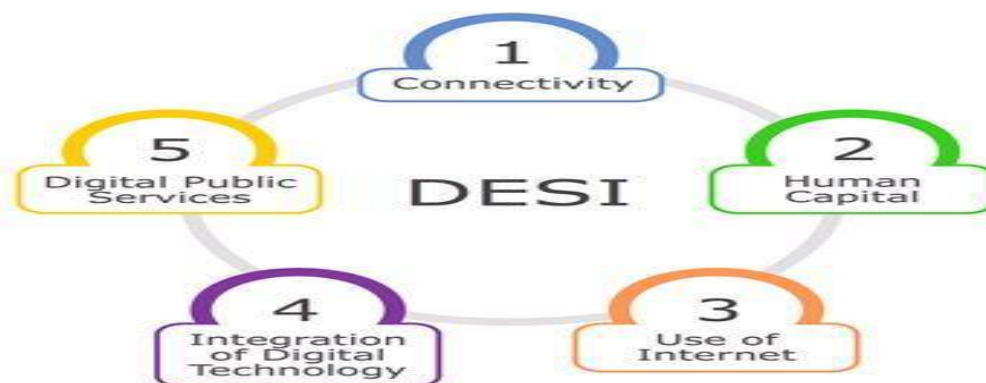 1
Connectivity
2
Human
Capital
DESI
5
Digital Public
Services
3
Use of
Internet
4
Integration
of Digital
Technology